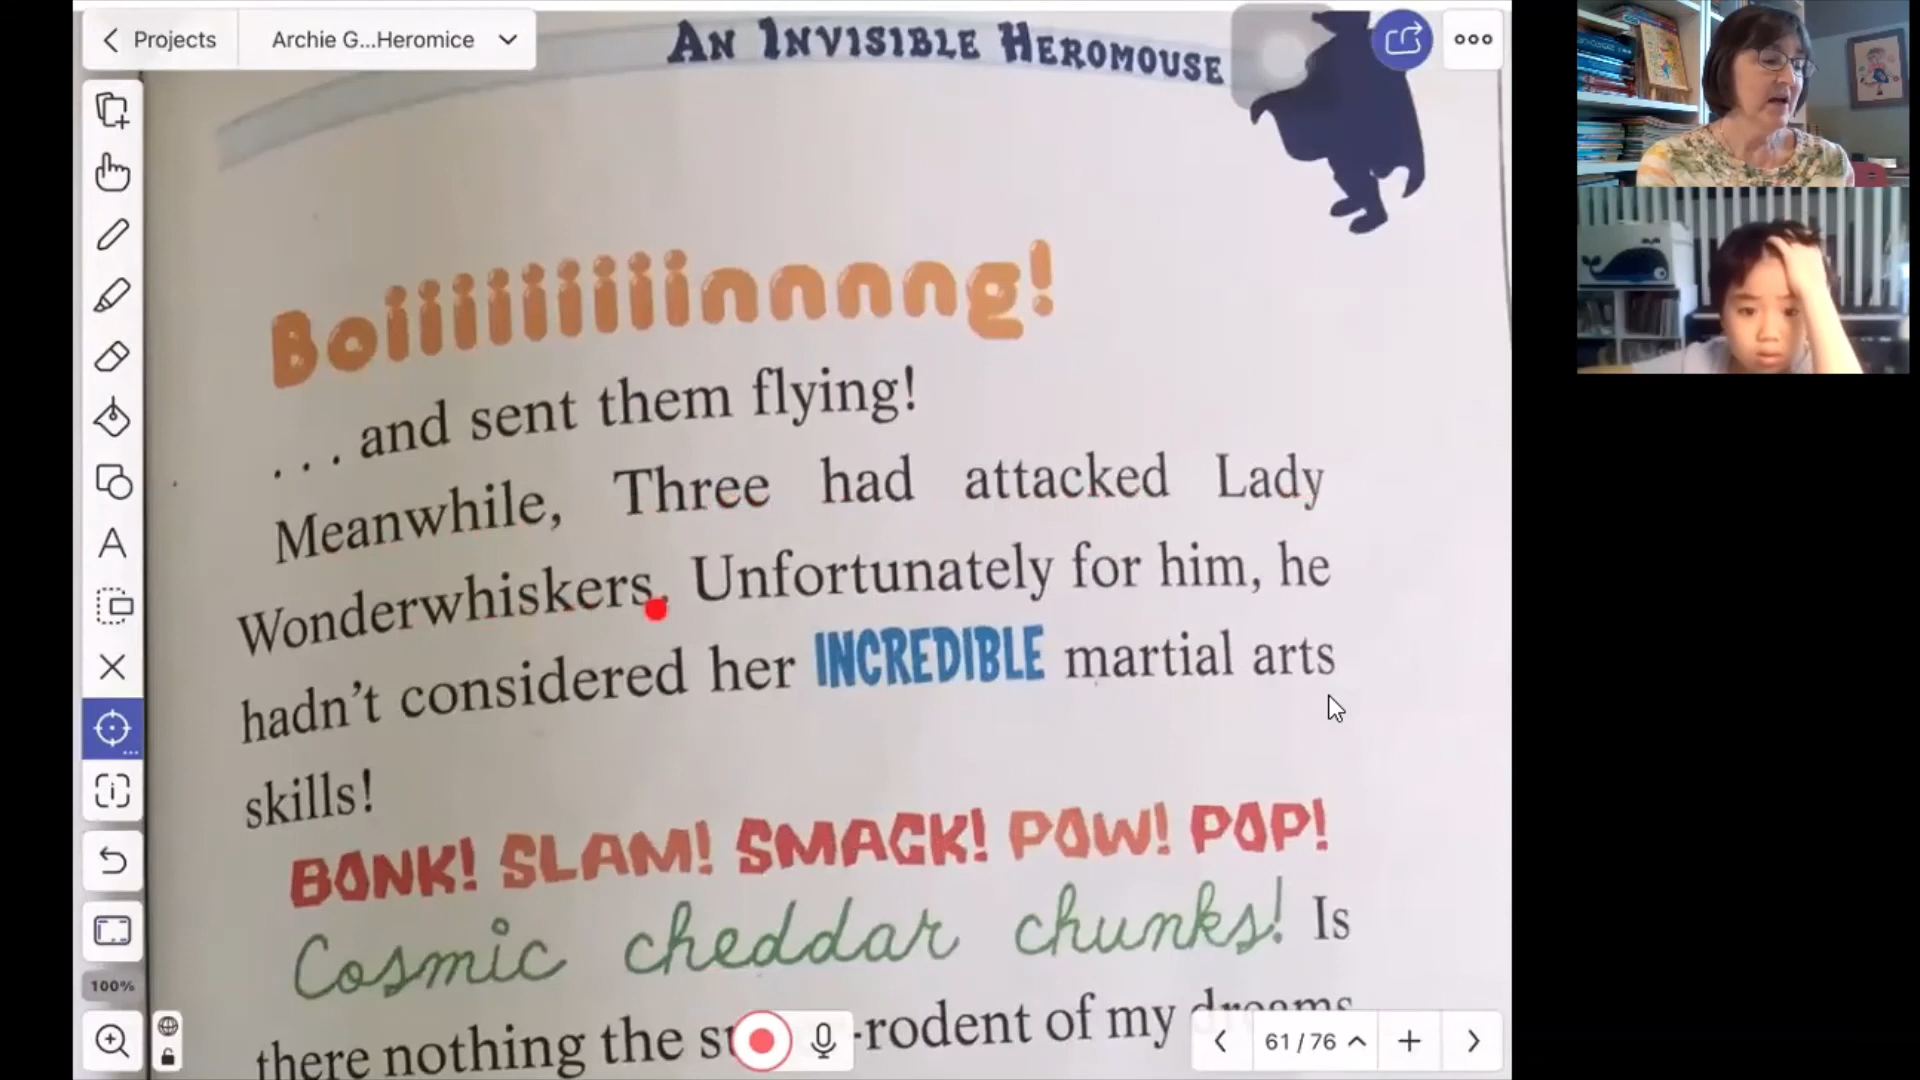 Projects
Archie G...Heromice
AN INVISIBLE HEROMOUSE
Boiiiiiiiiinnnnng!
... and sent them flying!
Meanwhile, Three had attacked Lady
Wonderwhiskers. Unfortunately for him, he
hadn't considered her INCREDIBLE martial arts
skills!
BONK! SLAM! SMACK! POW! POP!
Cosmic cheddar chunks! Is
there nothing the -rodent of my dreams
100%
61 / 76